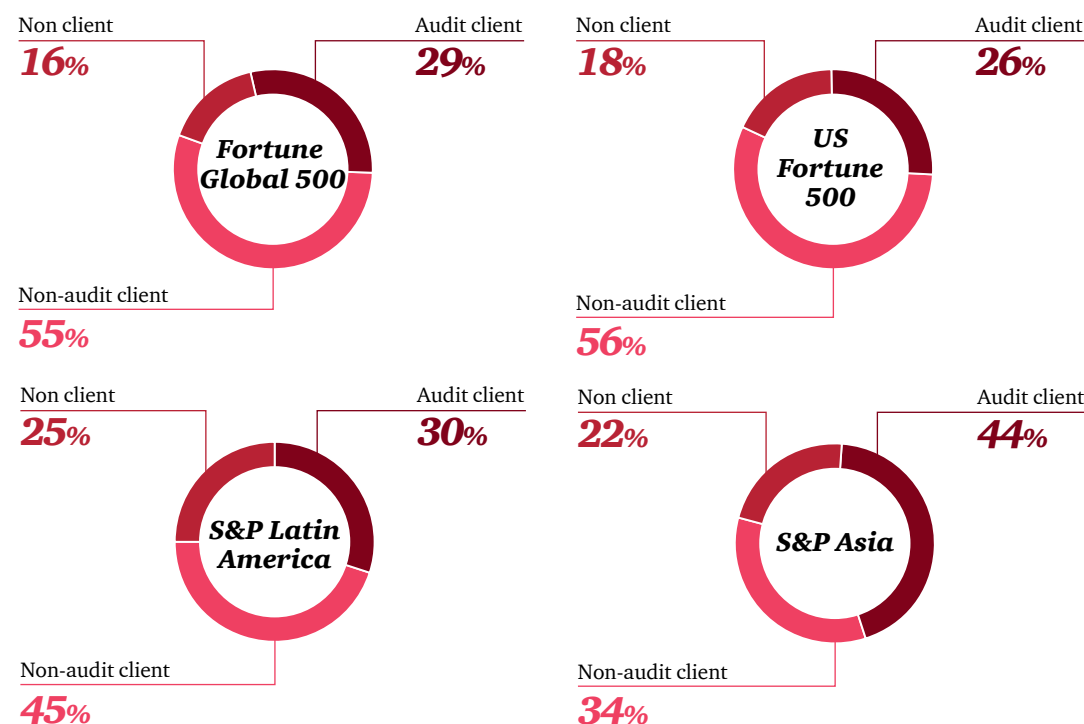 Non client
16%
Audit client
29%
Fortune
Global 500
Non-audit client
55%
Non client
18%
Audit client
26%
US
Fortune
500
Non-audit client
56%
Non client
25%
Audit client
30%
S&P Latin
America
Non-audit client
45%
Non client
22%
Audit client
44%
S&P Asia
Non-audit client
34%